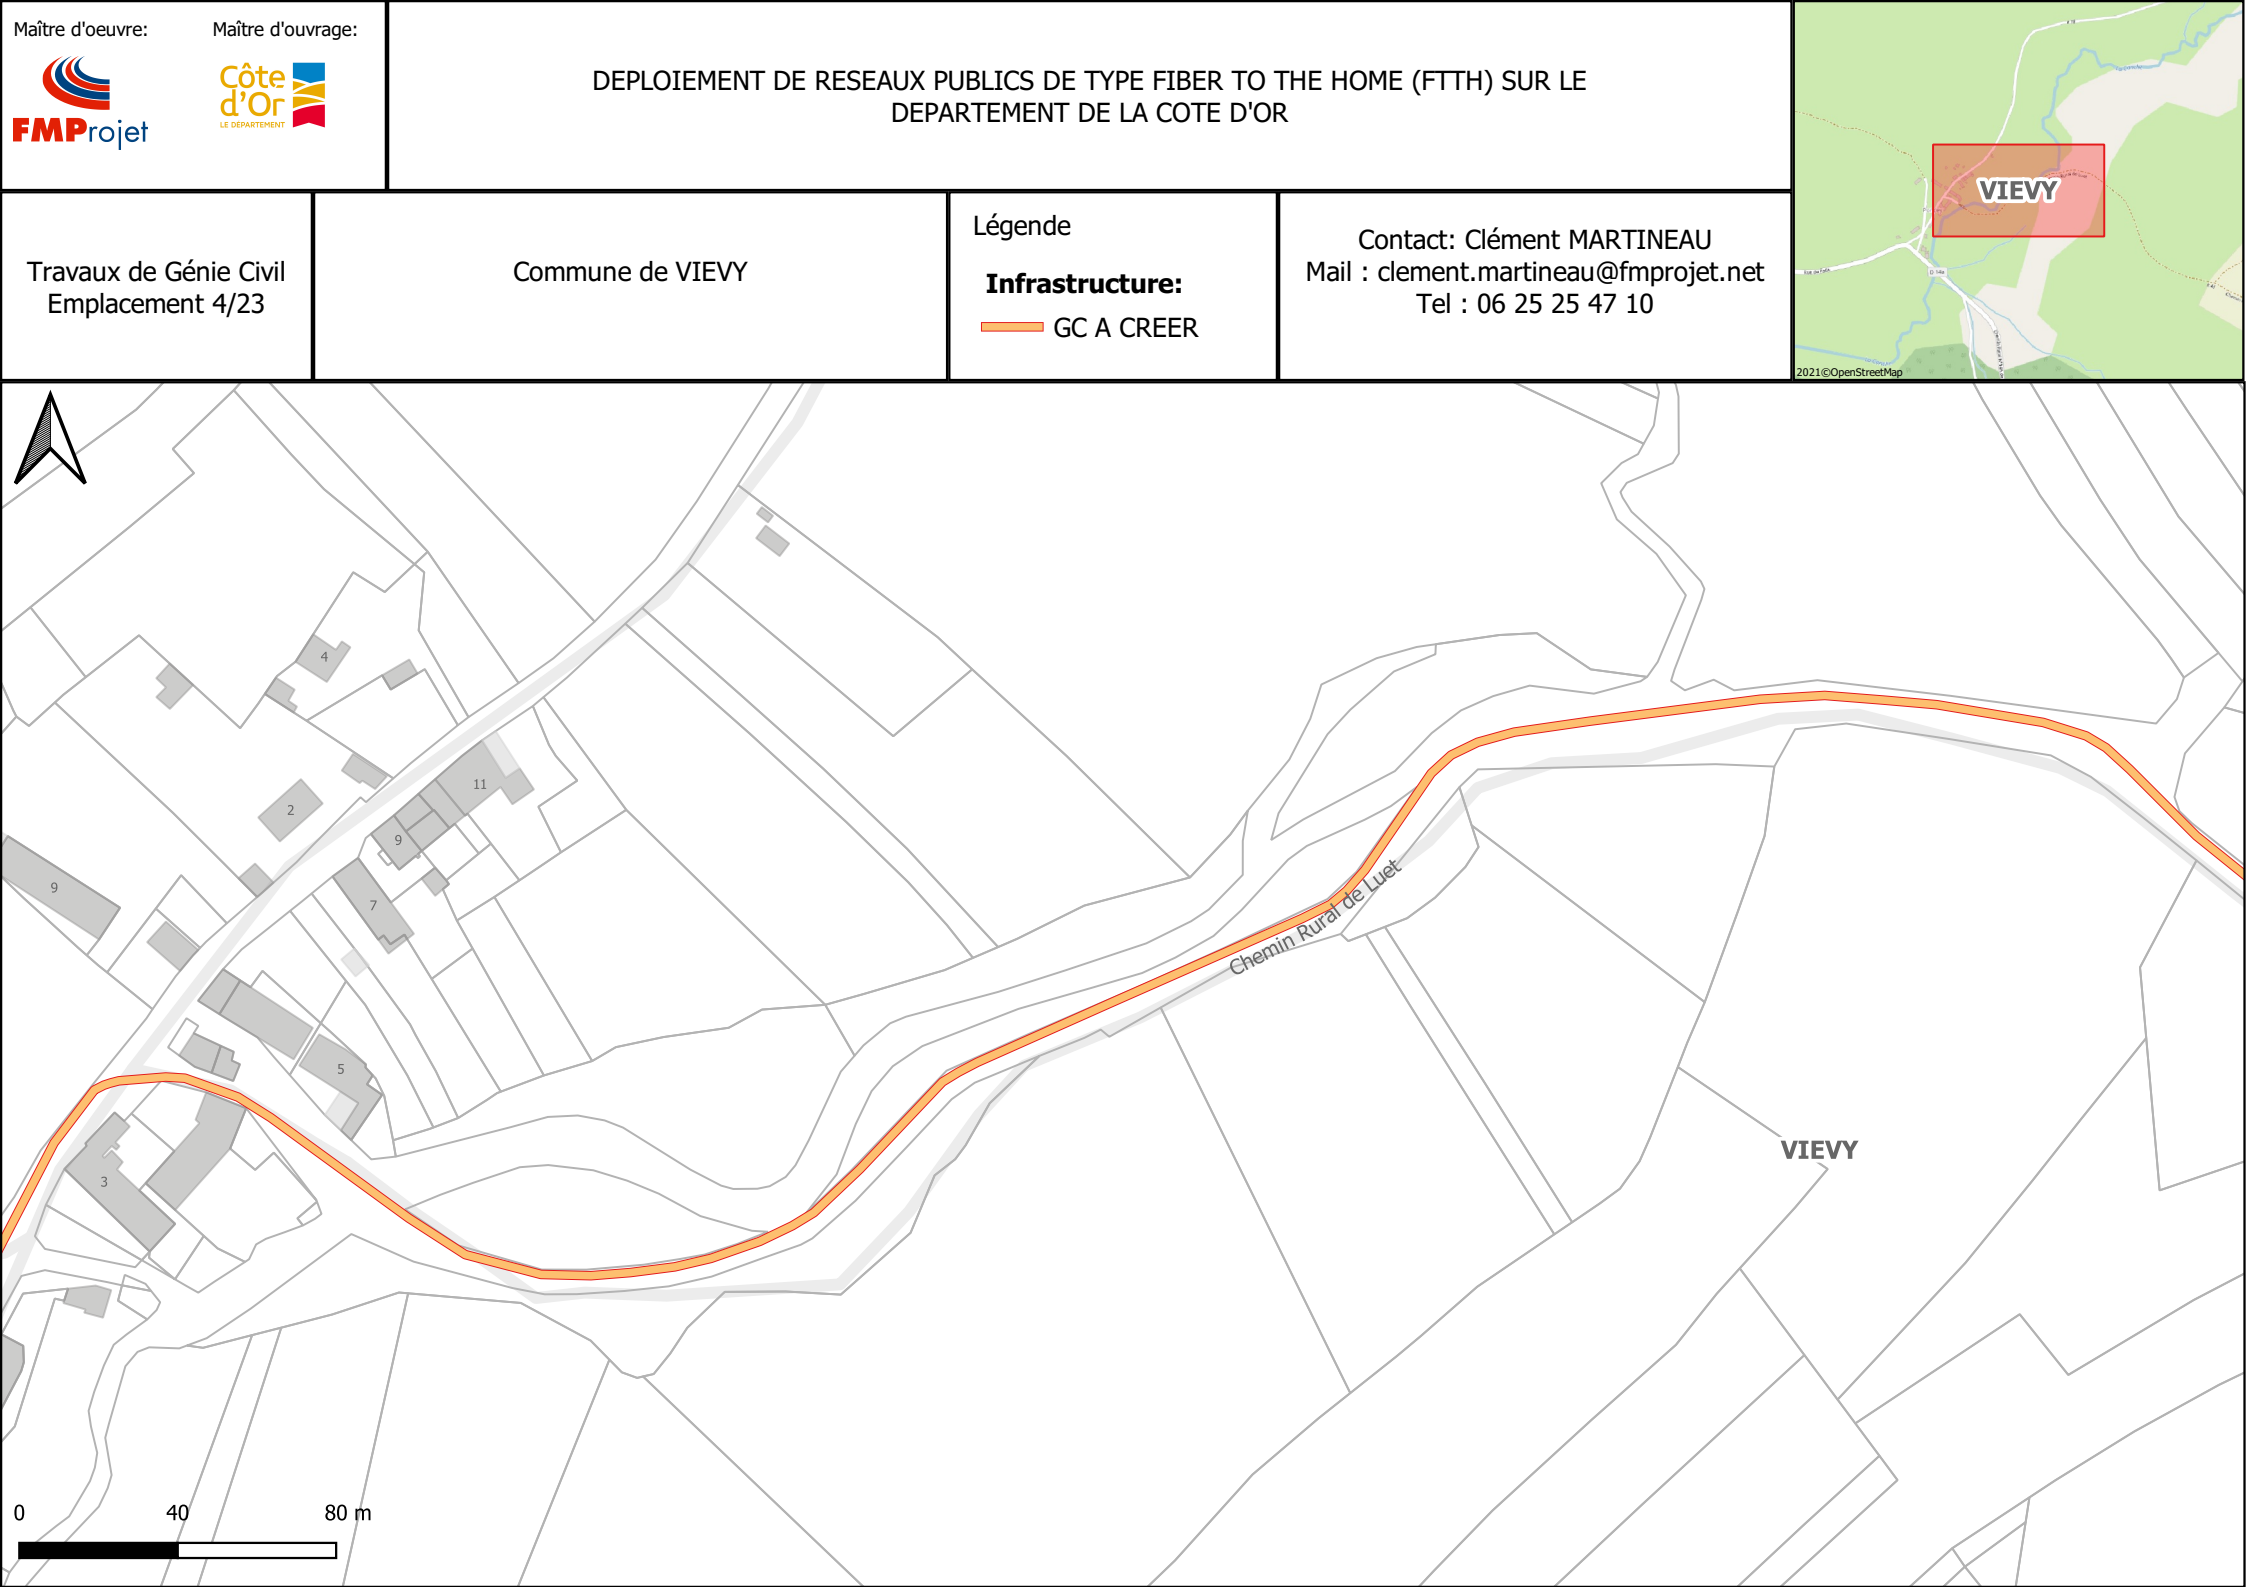 Maître d'oeuvre:
Maître d'ouvrage:
FMProjet
Côte
d'Or
LE DÉPARTEMENT
DEPLOIEMENT DE RESEAUX PUBLICS DE TYPE FIBER TO THE HOME (FTTH) SUR LE
DEPARTEMENT DE LA COTE D'OR
Travaux de Génie Civil
Emplacement 4/23
Commune de VIEVY
Légende
Infrastructure:
GC A CREER
Contact: Clément MARTINEAU
Mail : clement.martineau@fmprojet.net
Tel : 06 25 25 47 10
VIEVY
2021©OpenStreetMap
4
11
2
9
9
7
5
3
Chemin Rural de Luet
VIEVY
0
40
80 m